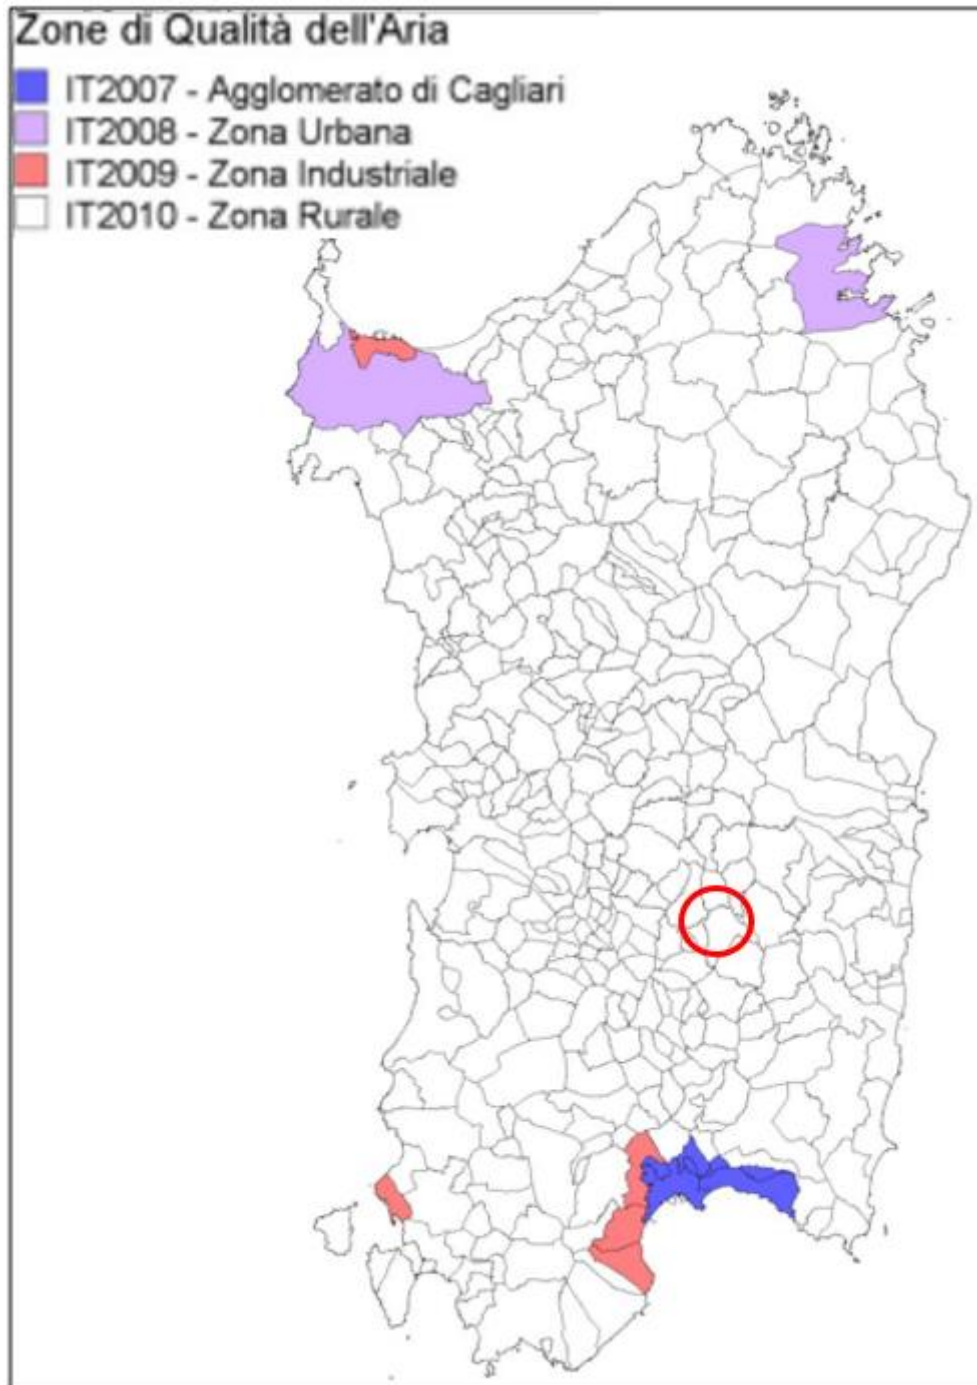 Zone di Qualità dell'Aria
IT2007 - Agglomerato di Cagliari
IT2008 - Zona Urbana
IT2009 - Zona Industriale
IT2010 - Zona Rurale